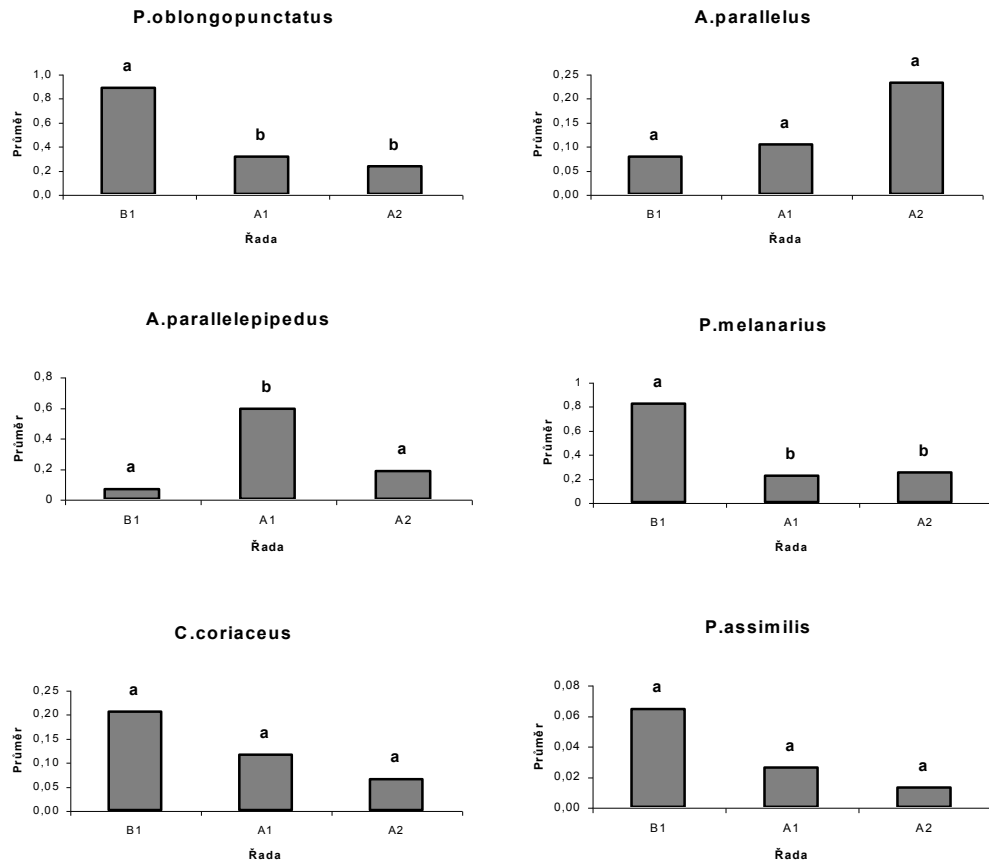 P.oblongopunctatus
a
1,0
0,8
0,6
0,4
0,2
0,0
b
b
Průměr
B1
A1
A2
Řada
A.parallelus
a
0,25
0,20
0,15
0,10
0,05
0,00
a
a
Průměr
B1
A1
A2
Řada
A.parallelepipedus
0,8
0,6
0,4
0,2
0
b
a
a
Průměr
B1
A1
A2
Řada
P.melanarius
a
1
0,8
0,6
0,4
0,2
0
b
b
Průměr
B1
A1
A2
Řada
C.coriaceus
a
0,25
0,20
0,15
0,10
0,05
0,00
a
a
Průměr
B1
A1
A2
Řada
P.assimilis
a
0,08
0,06
0,04
0,02
0,00
a
a
Průměr
B1
A1
A2
Řada